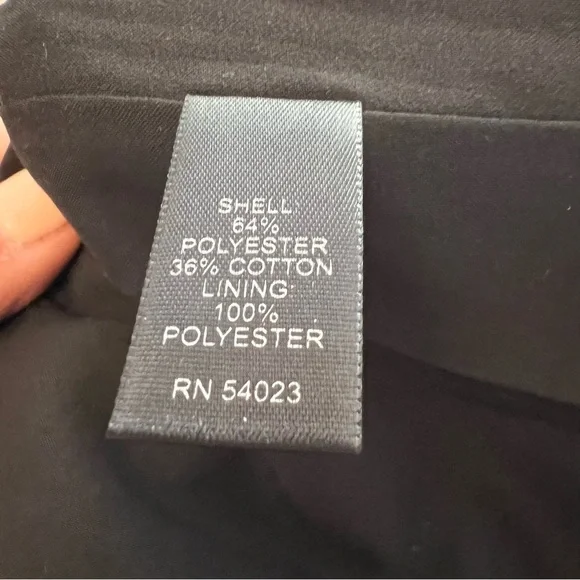 SHELL:
64%
POLYESTER
36% COTTON
LINING:
100%
POLYESTER
RN 54023